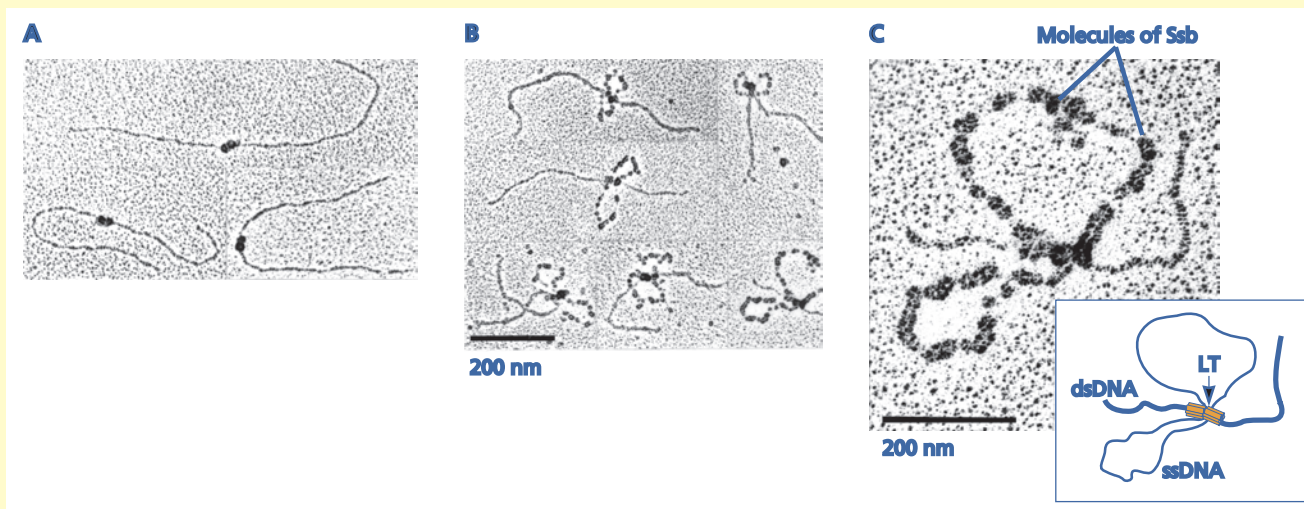 A
B
C
Molecules of Ssb
200 nm
200 nm
LT
dsDNA
ssDNA